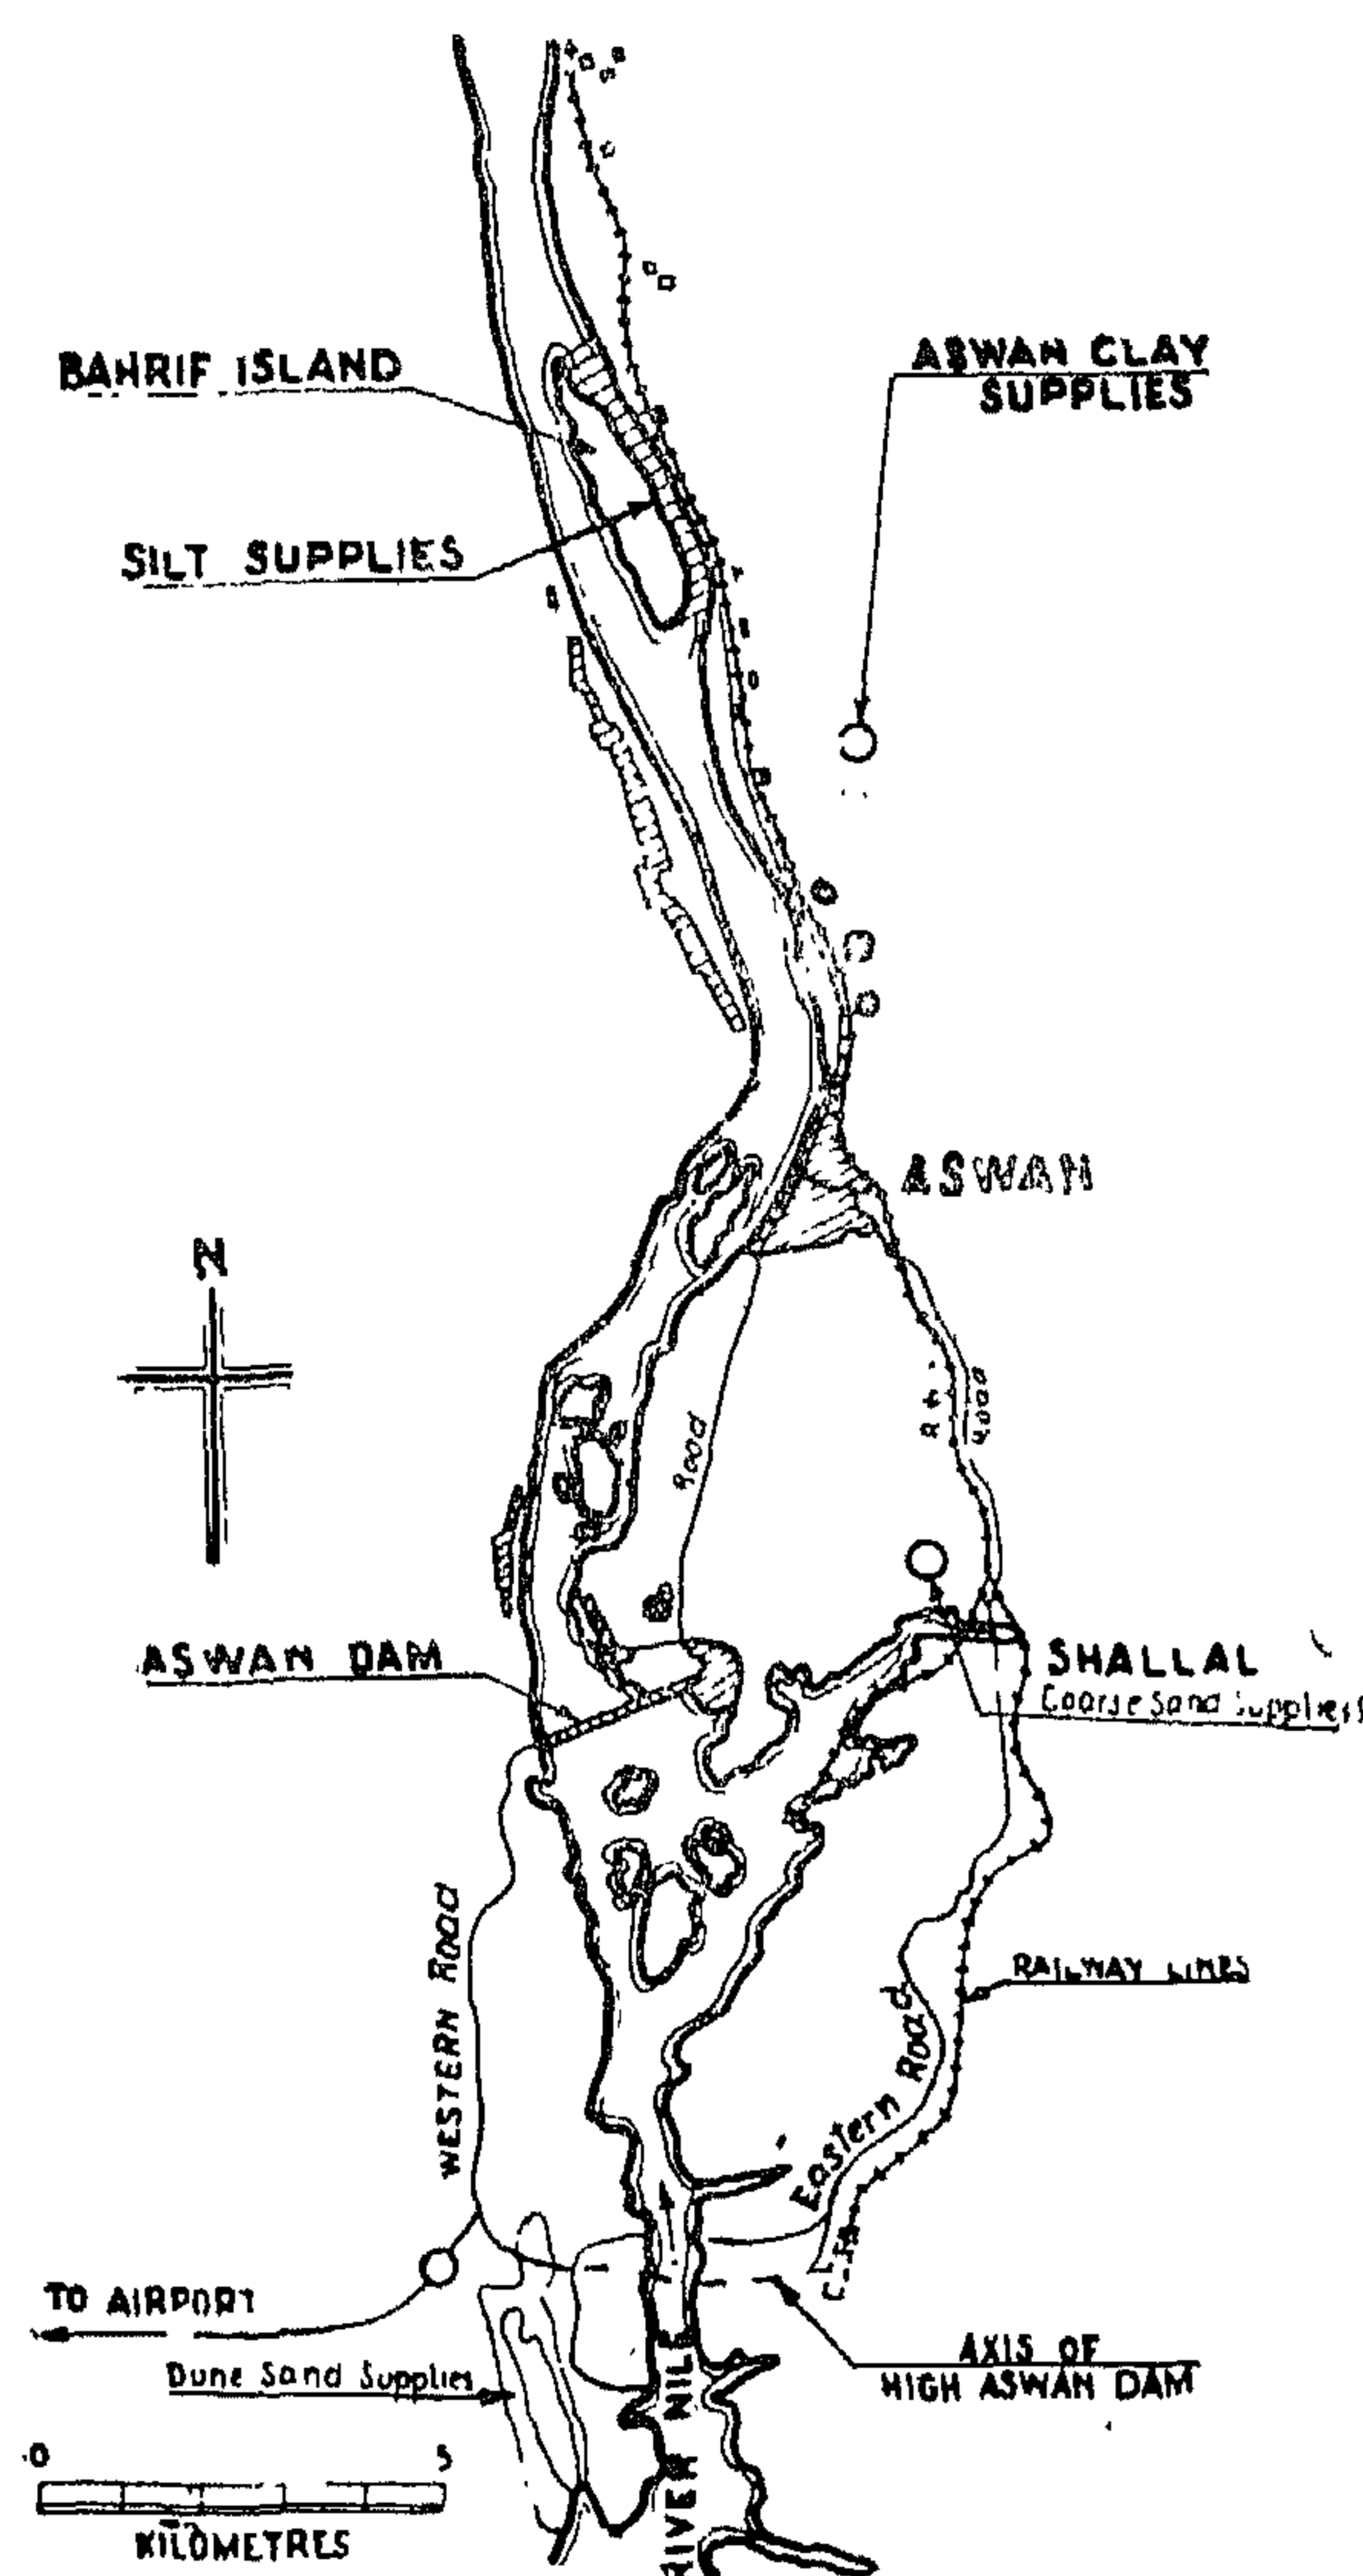 BAHRIF ISLAND
ASWAN CLAY
SUPPLIES
SILT SUPPLIES
ASWAN
N
Road
Road
ASWAN DAM
SHALLAL
Coarse Sand Supplies
WESTERN Road
RAILWAY LINES
Eastern Road
TO AIRPORT
AXIS OF
HIGH ASWAN DAM
Dune Sand Supplies
RIVER NILE
0 5
KILOMETRES